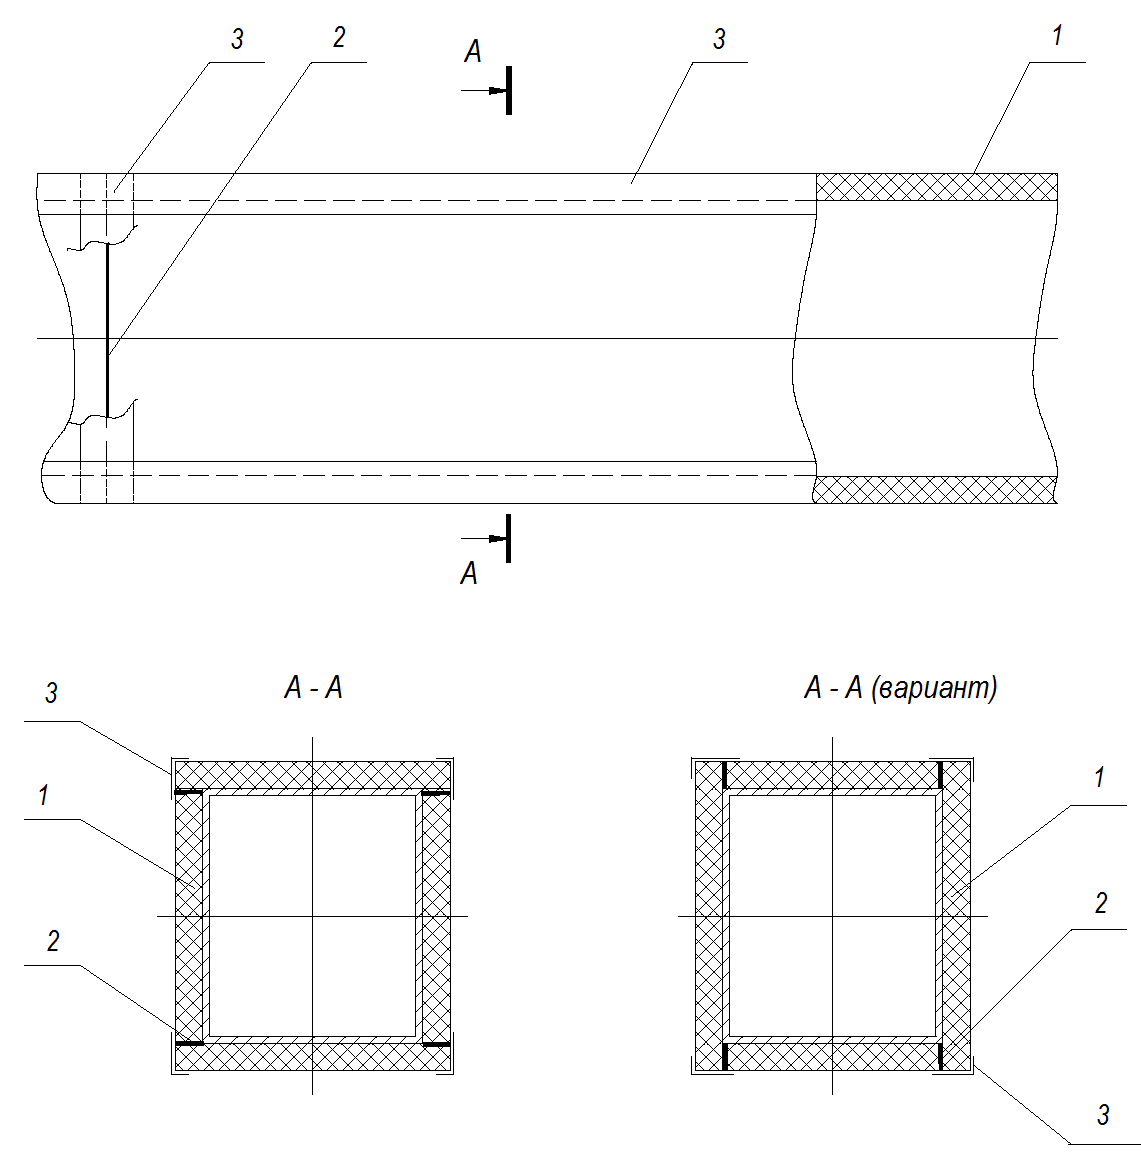 3 2 А 3 1
А
А - А А - А (вариант)
3
1 1
2 2
3